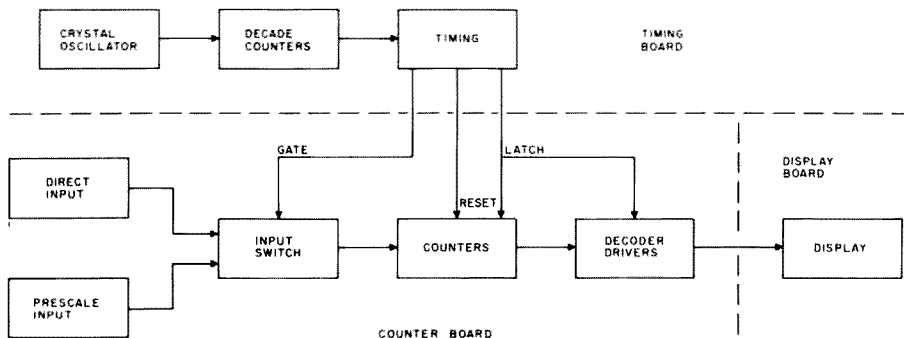 CRYSTAL
OSCILLATOR
DECADE
COUNTERS
TIMING
TIMING
BOARD
GATE
LATCH
RESET
DIRECT
INPUT
INPUT
SWITCH
COUNTERS
DECODER
DRIVERS
DISPLAY
BOARD
DISPLAY
PRESCALE
INPUT
COUNTER BOARD